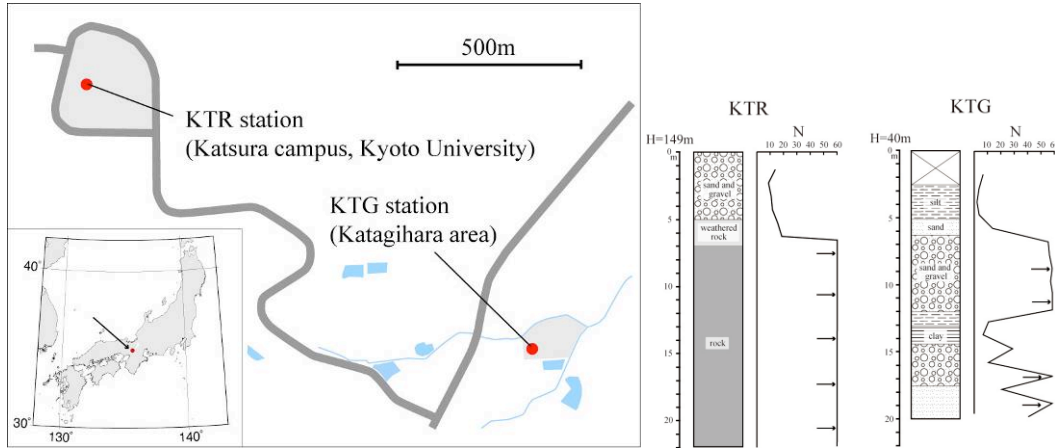 500m
KTR station
(Katsura campus, Kyoto University)
KTG station
(Katagihara area)
40°
30°
130°
140°
KTR
H=149m
N
10 20 30 40 50 60
0
m
5
10
15
20
sand and
gravel
weathered
rock
rock
KTG
H=40m
N
10 20 30 40 50 6
0
m
5
10
15
20
silt
sand
sand and
gravel
clay